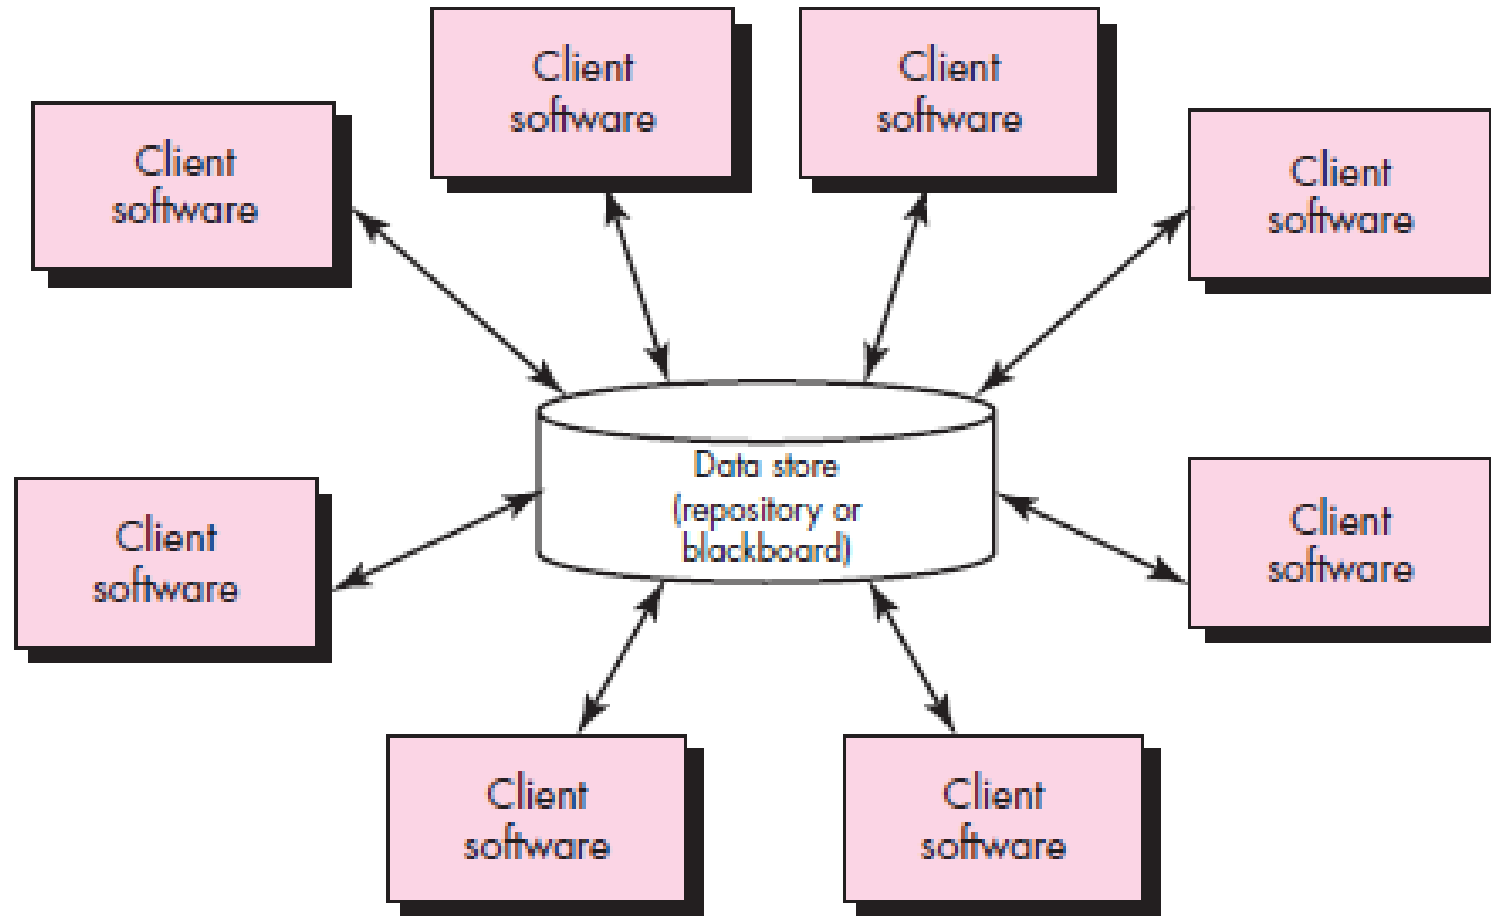 Client
software
Client
software
Client
software
Client
software
Data store
(repository or
blackboard)
Client
software
Client
software
Client
software
Client
software